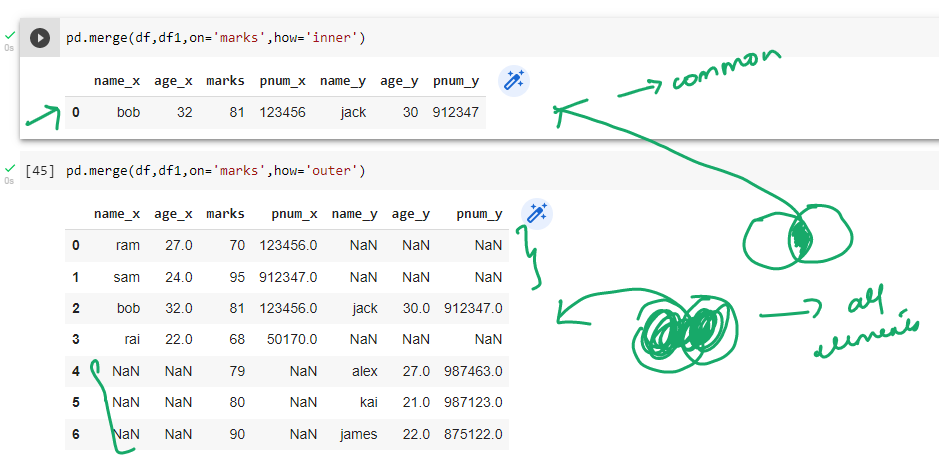 0s
pd.merge(df,df1,on='marks',how='inner')
name_x age_x marks pnum_x name_y age_y pnum_y
0 bob 32 81 123456 jack 30 912347
common
0s
[45] pd.merge(df,df1,on='marks',how='outer')
name_x age_x marks pnum_x name_y age_y pnum_y
0 ram 27.0 70 123456.0 NaN NaN NaN
1 sam 24.0 95 912347.0 NaN NaN NaN
2 bob 32.0 81 123456.0 jack 30.0 912347.0
3 rai 22.0 68 50170.0 NaN NaN NaN
4 NaN NaN 79 NaN alex 27.0 987463.0
5 NaN NaN 80 NaN kai 21.0 987123.0
6 NaN NaN 90 NaN james 22.0 875122.0
all
elements